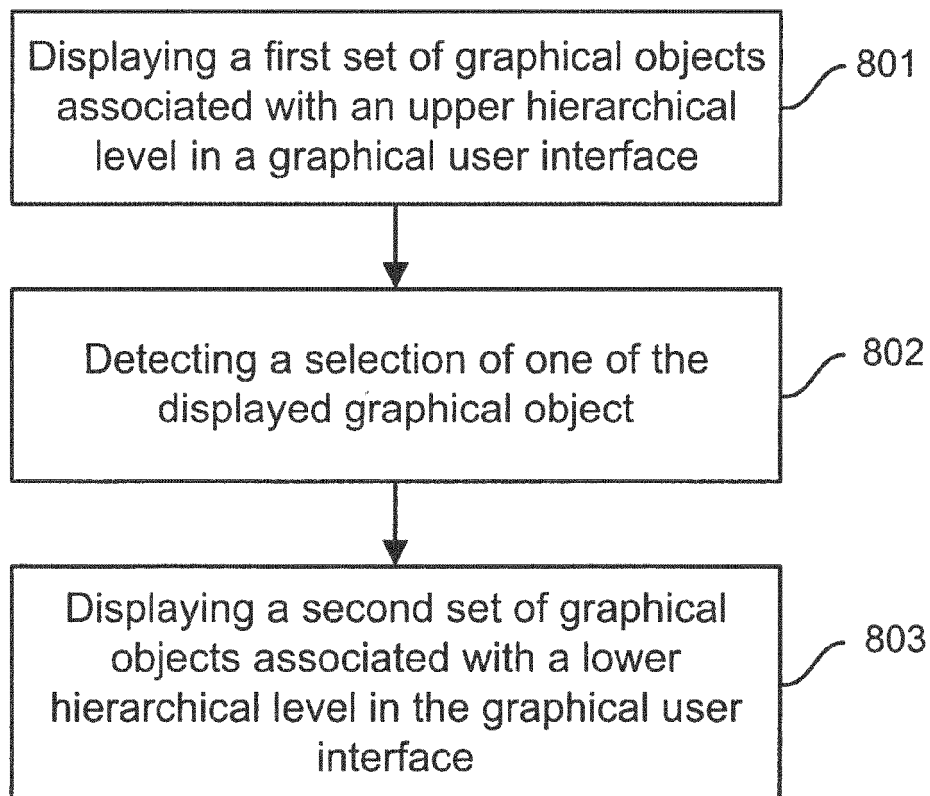 Displaying a first set of graphical objects
associated with an upper hierarchical
level in a graphical user interface
801
Detecting a selection of one of the
displayed graphical object
802
Displaying a second set of graphical
objects associated with a lower
hierarchical level in the graphical user
interface
803